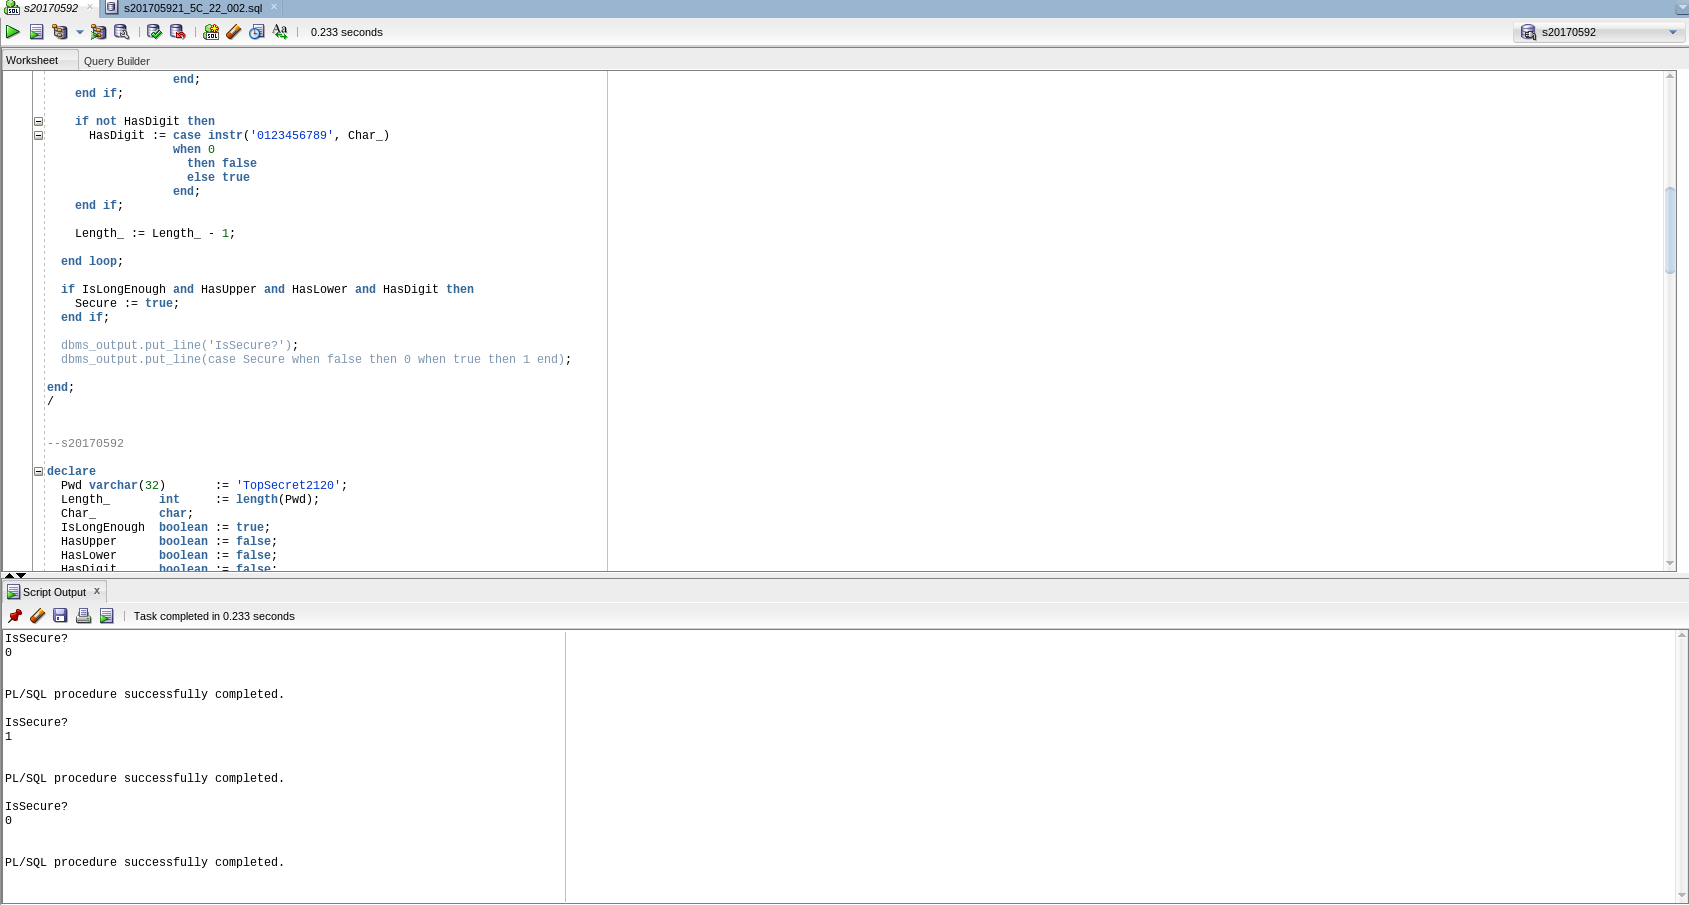 s20170592
s201705921_5C_22_002.sql
0.233 seconds
s20170592
Worksheet
Query Builder
end;
end if;
if not HasDigit then
HasDigit := case instr('0123456789', Char_)
when 0
then false
else true
end;
end if;
Length_ := Length_ - 1;
end loop;
if IsLongEnough and HasUpper and HasLower and HasDigit then
Secure := true;
end if;
dbms_output.put_line('IsSecure?');
dbms_output.put_line(case Secure when false then 0 when true then 1 end);
end;
/
--s20170592
declare
Pwd varchar(32) := 'TopSecret2120';
Length_ int := length(Pwd);
Char_ char;
IsLongEnough boolean := true;
HasUpper boolean := false;
HasLower boolean := false;
HasDigit boolean := false;
Script Output x
Task completed in 0.233 seconds
IsSecure?
0
PL/SQL procedure successfully completed.
IsSecure?
1
PL/SQL procedure successfully completed.
IsSecure?
0
PL/SQL procedure successfully completed.